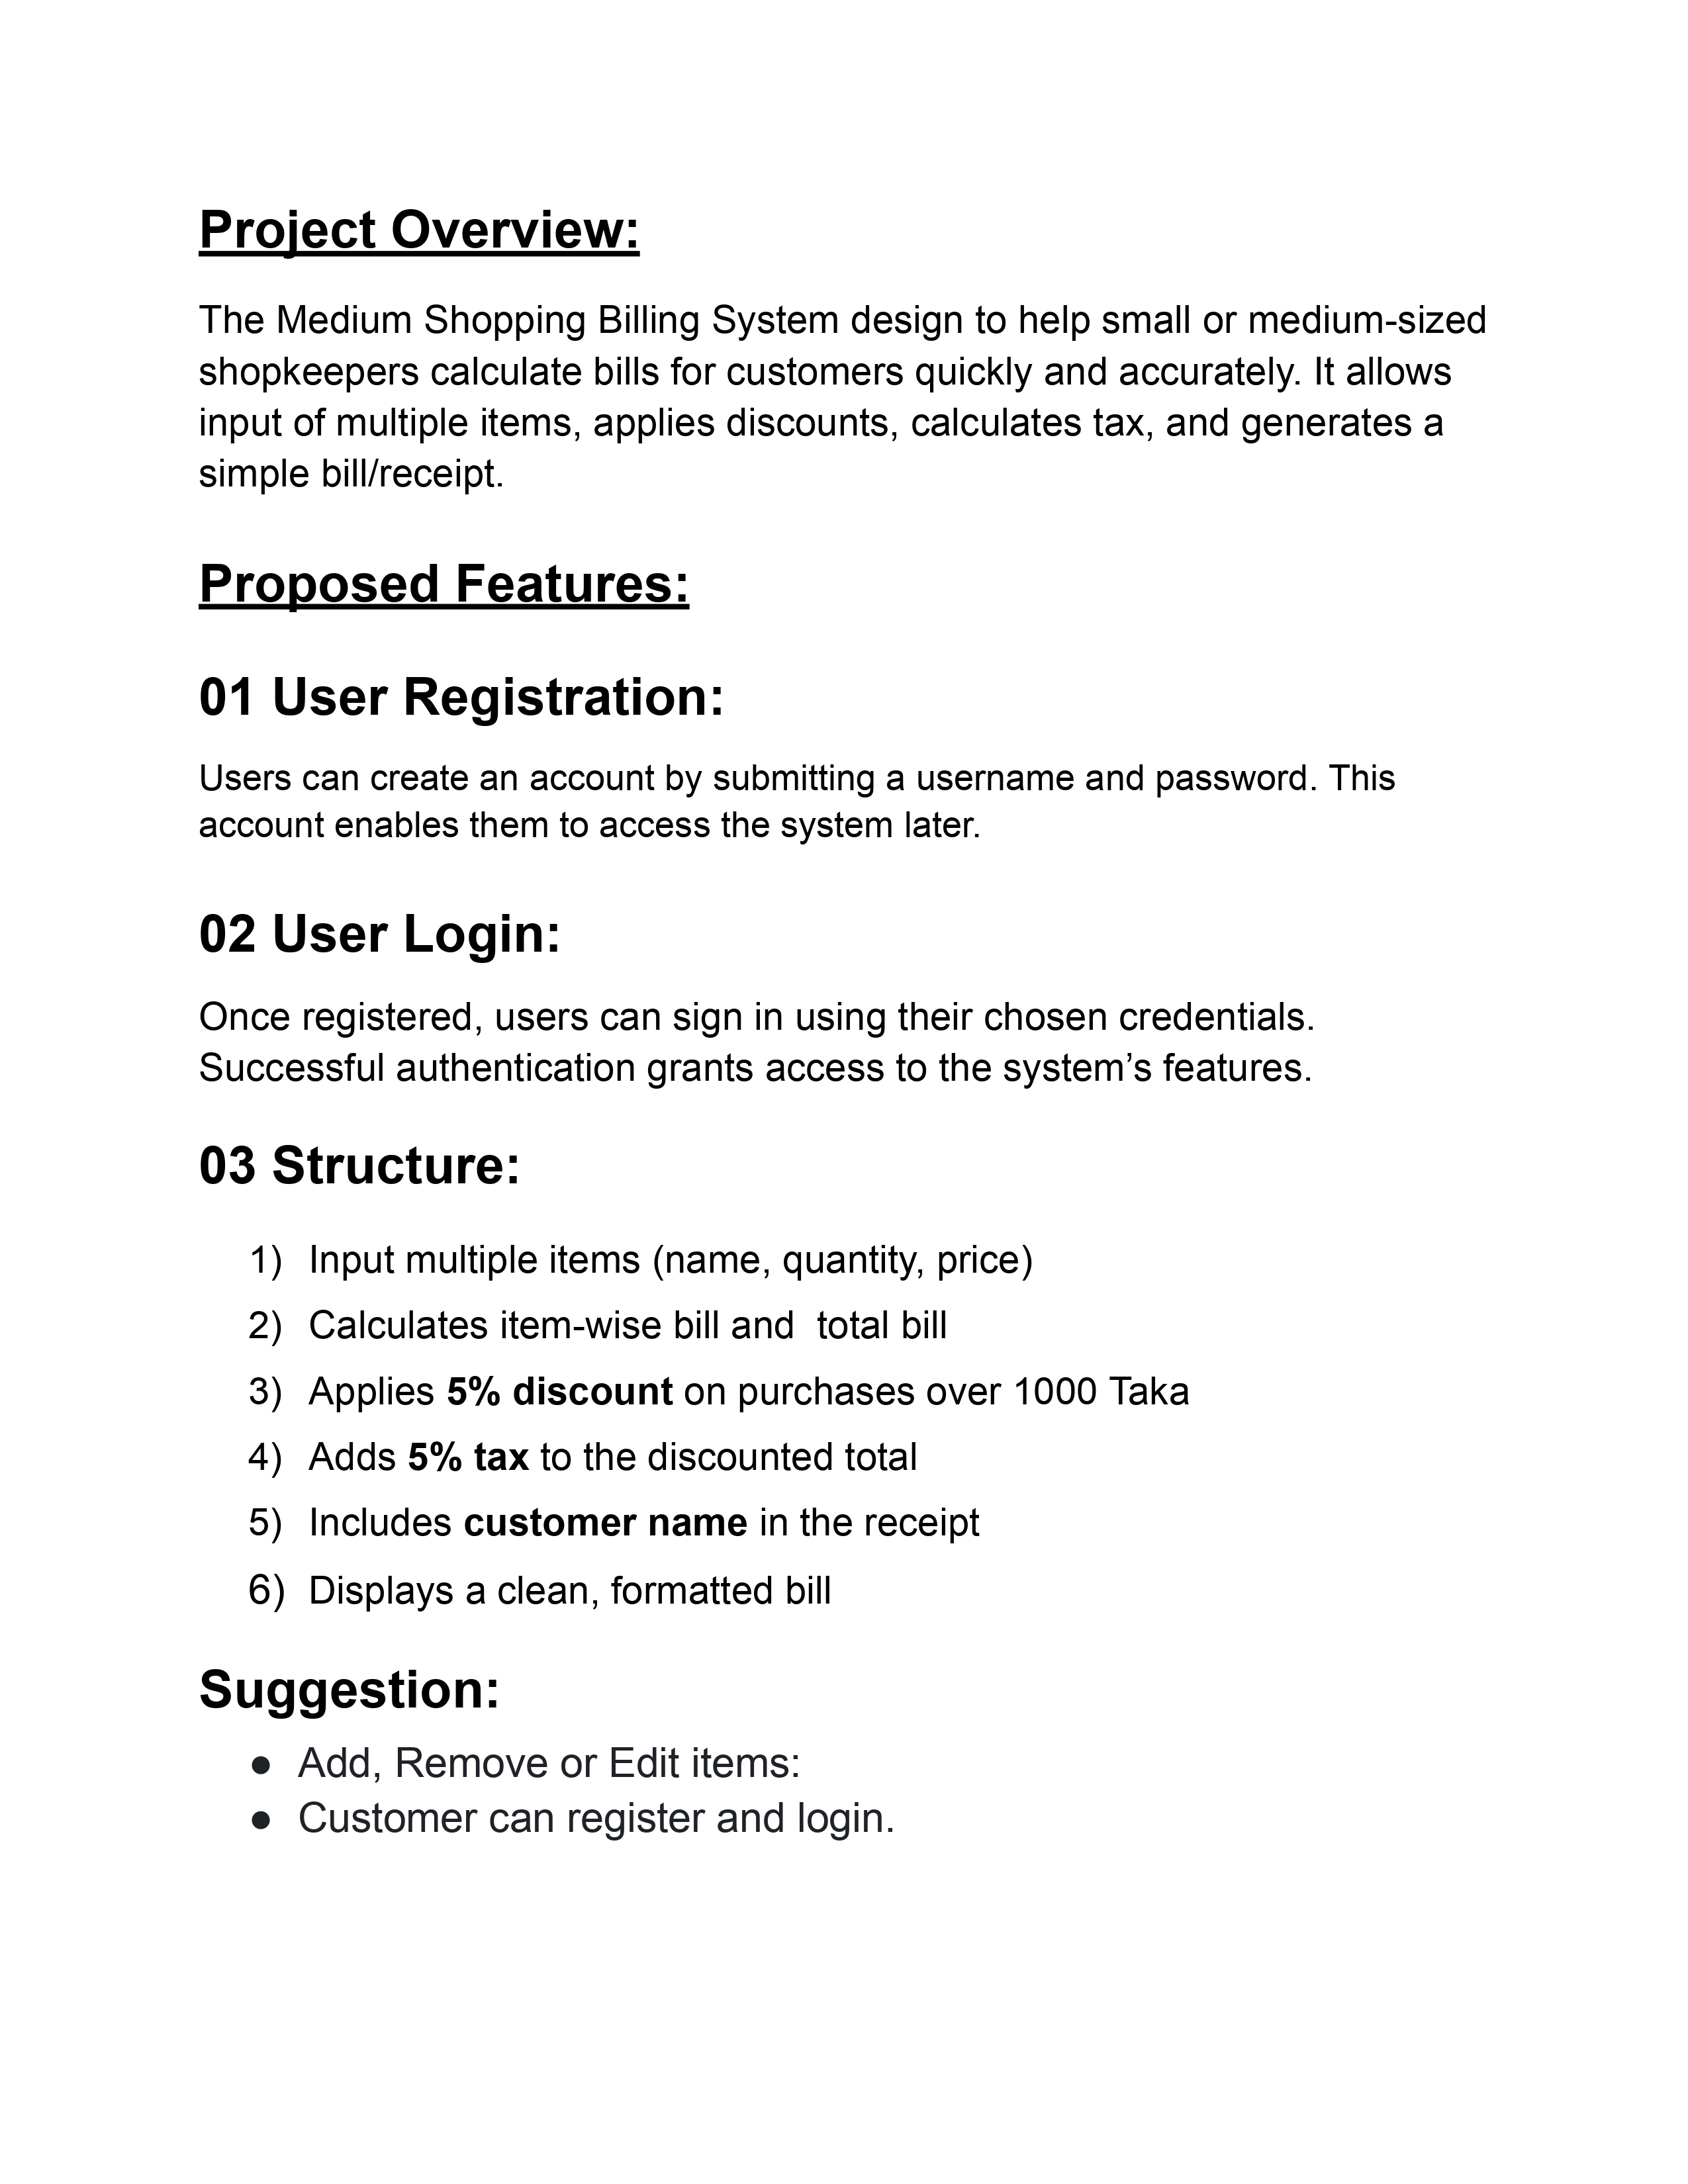 Project Overview:
The Medium Shopping Billing System design to help small or medium-sized
shopkeepers calculate bills for customers quickly and accurately. It allows
input of multiple items, applies discounts, calculates tax, and generates a
simple bill/receipt.
Proposed Features:
01 User Registration:
Users can create an account by submitting a username and password. This
account enables them to access the system later.
02 User Login:
Once registered, users can sign in using their chosen credentials.
Successful authentication grants access to the system’s features.
03 Structure:
1) Input multiple items (name, quantity, price)
2) Calculates item-wise bill and  total bill
3) Applies 5% discount on purchases over 1000 Taka
4) Adds 5% tax to the discounted total
5) Includes customer name in the receipt
6) Displays a clean, formatted bill
Suggestion:
● Add, Remove or Edit items:
● Customer can register and login.